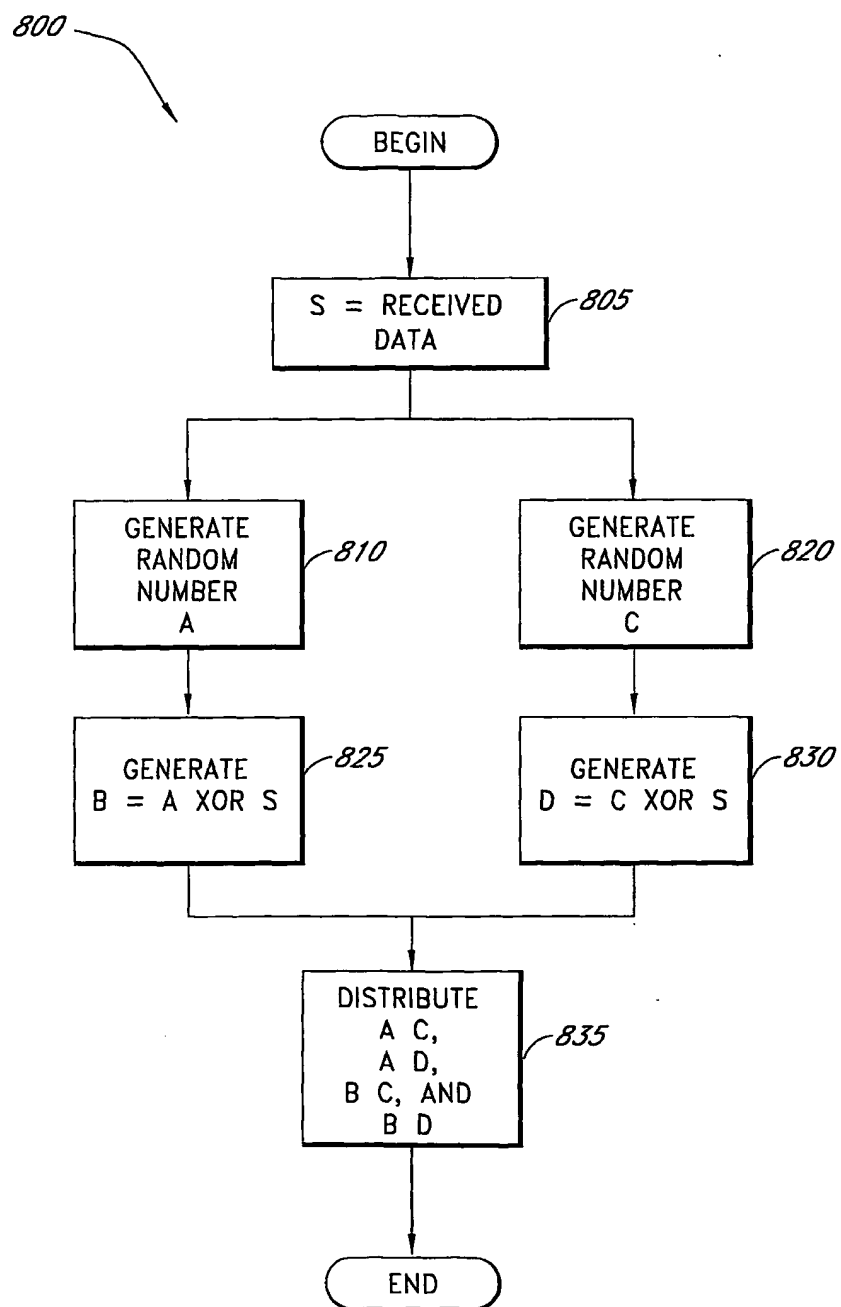 800
BEGIN
S = RECEIVED
DATA
805
GENERATE
RANDOM
NUMBER
A
810
GENERATE
RANDOM
NUMBER
C
820
GENERATE
B = A XOR S
825
GENERATE
D = C XOR S
830
DISTRIBUTE
A C,
A D,
B C, AND
B D
835
END